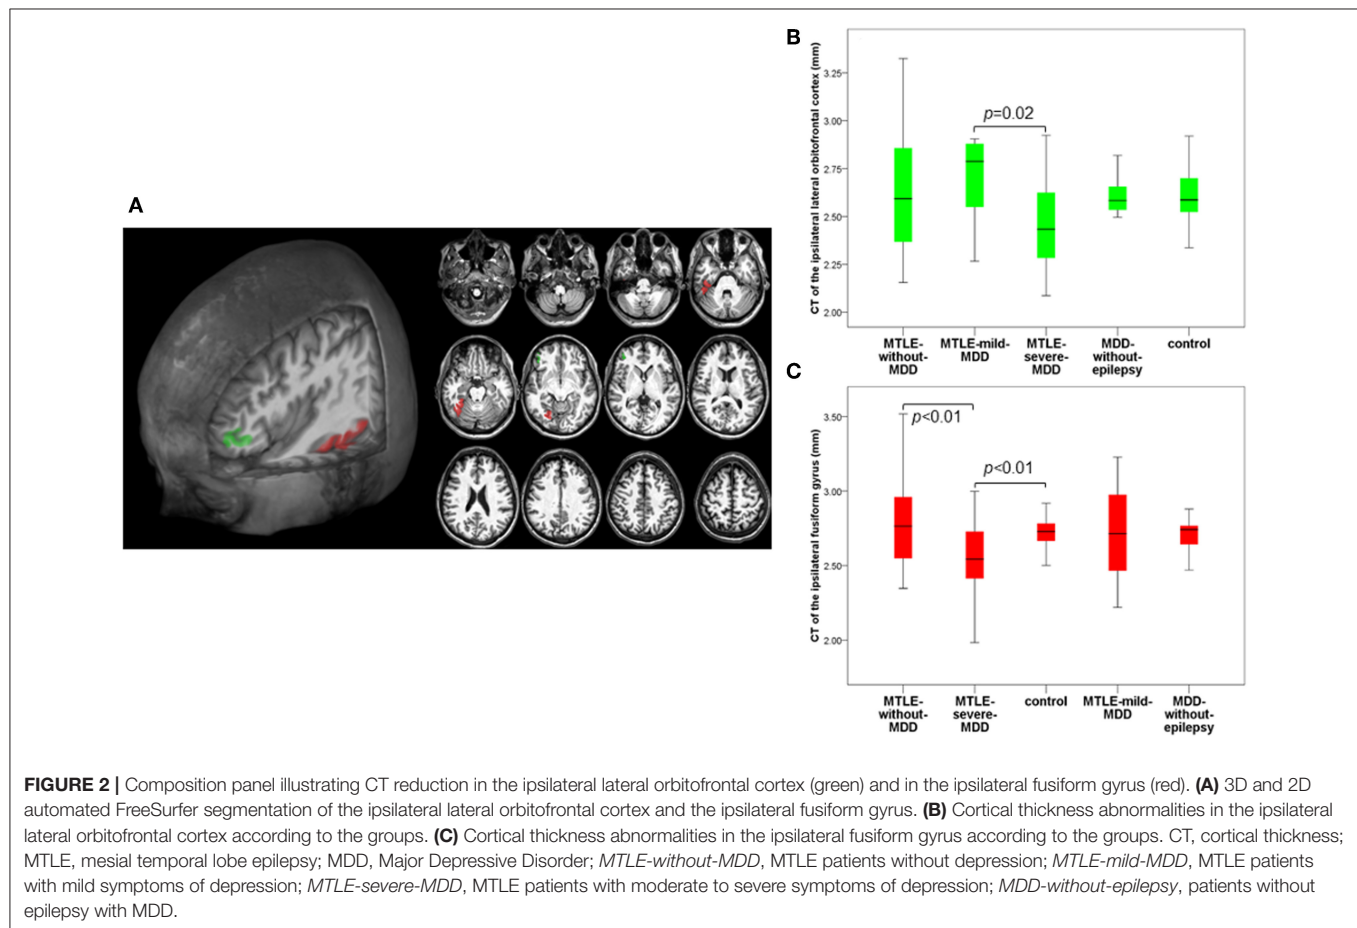 A
B
CT of the ipsilateral lateral orbitofrontal cortex (mm)
3.25
3.00
2.75
2.50
2.25
2.00
p=0.02
MTLE-
without-
MDD
MTLE-mild-
MDD
MTLE-
severe-
MDD
MDD-
without-
epilepsy
control
C
CT of the ipsilateral fusiform gyrus (mm)
3.50
3.00
2.50
2.00
p<0.01
p<0.01
MTLE-
without-
MDD
MTLE-
severe-
MDD
control
MTLE-mild-
MDD
MDD-
without-
epilepsy
FIGURE 2 | Composition panel illustrating CT reduction in the ipsilateral lateral orbitofrontal cortex (green) and in the ipsilateral fusiform gyrus (red). (A) 3D and 2D
automated FreeSurfer segmentation of the ipsilateral lateral orbitofrontal cortex and the ipsilateral fusiform gyrus. (B) Cortical thickness abnormalities in the ipsilateral
lateral orbitofrontal cortex according to the groups. (C) Cortical thickness abnormalities in the ipsilateral fusiform gyrus according to the groups. CT, cortical thickness;
MTLE, mesial temporal lobe epilepsy; MDD, Major Depressive Disorder; MTLE-without-MDD, MTLE patients without depression; MTLE-mild-MDD, MTLE patients
with mild symptoms of depression; MTLE-severe-MDD, MTLE patients with moderate to severe symptoms of depression; MDD-without-epilepsy, patients without
epilepsy with MDD.